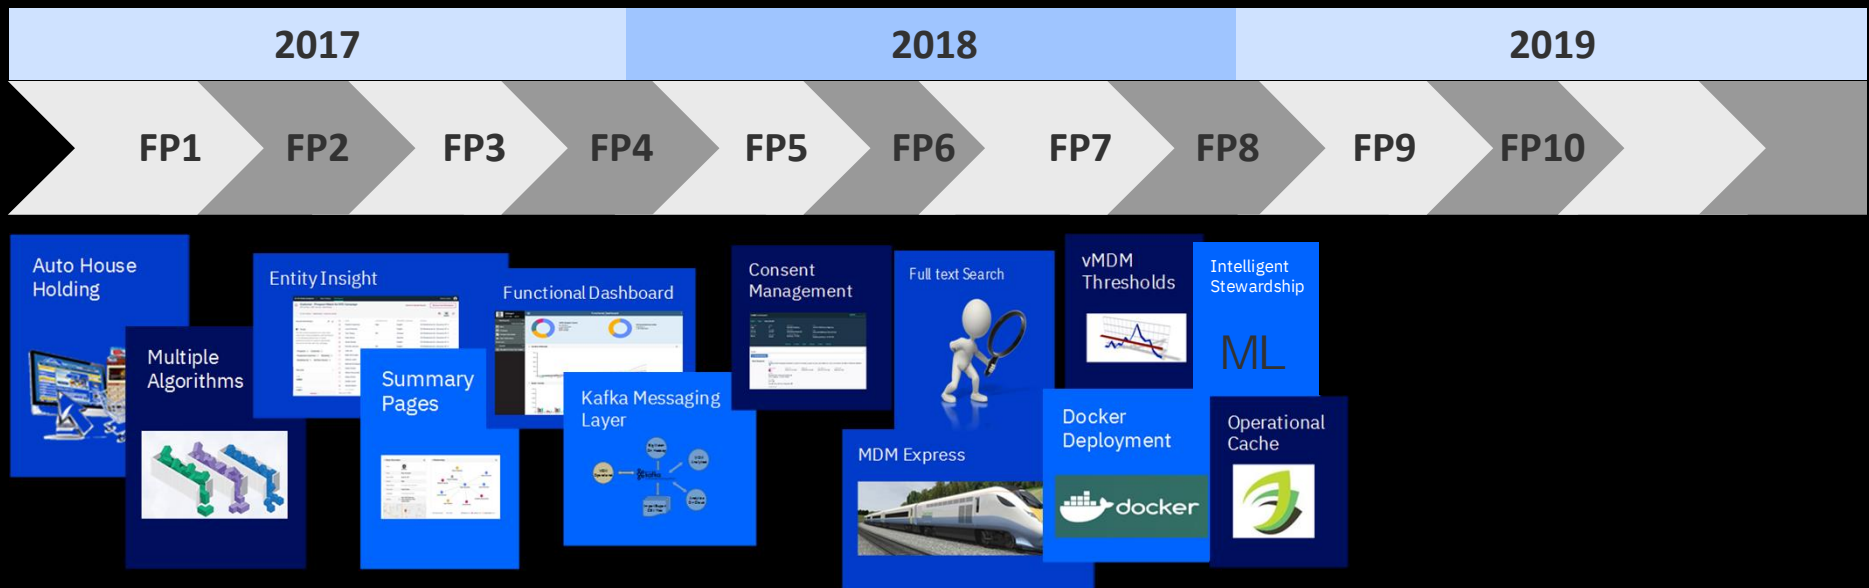 2017
2018
2019
FP1
FP2
FP3
FP4
FP5
FP6
FP7
FP8
FP9
FP10
Auto House
Holding
Multiple
Algorithms
Entity Insight
Summary
Pages
Functional Dashboard
Kafka Messaging
Layer
Consent
Management
Full text Search
MDM Express
vMDM
Thresholds
Docker
Deployment
docker
Intelligent
Stewardship
ML
Operational
Cache